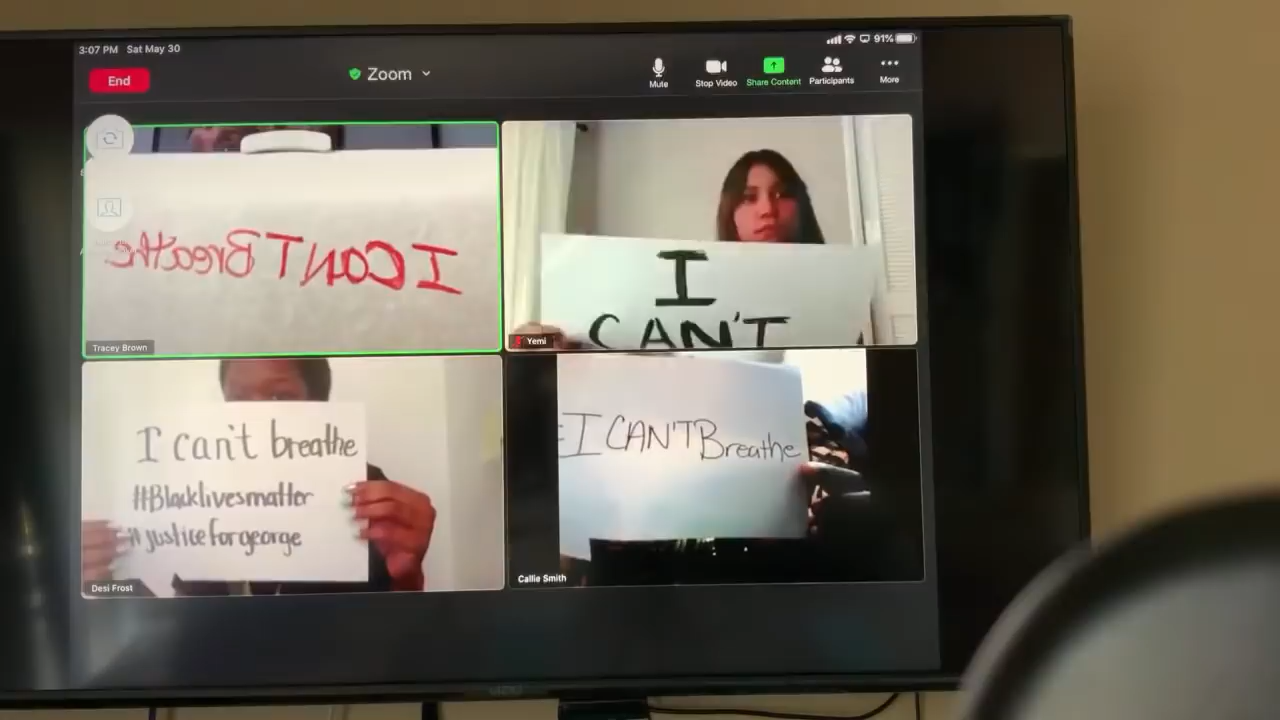 3:07 PM Sat May 30
91%
End
Zoom
Mute
Stop Video
Share Content
Participants
More
I CAN'T Breathe
Tracey Brown
I
CAN'T
Yemi
I can't breathe
#Blacklivesmatter
#justiceforgeorge
Desi Frost
I CAN'T Breathe
Callie Smith
VIZIO